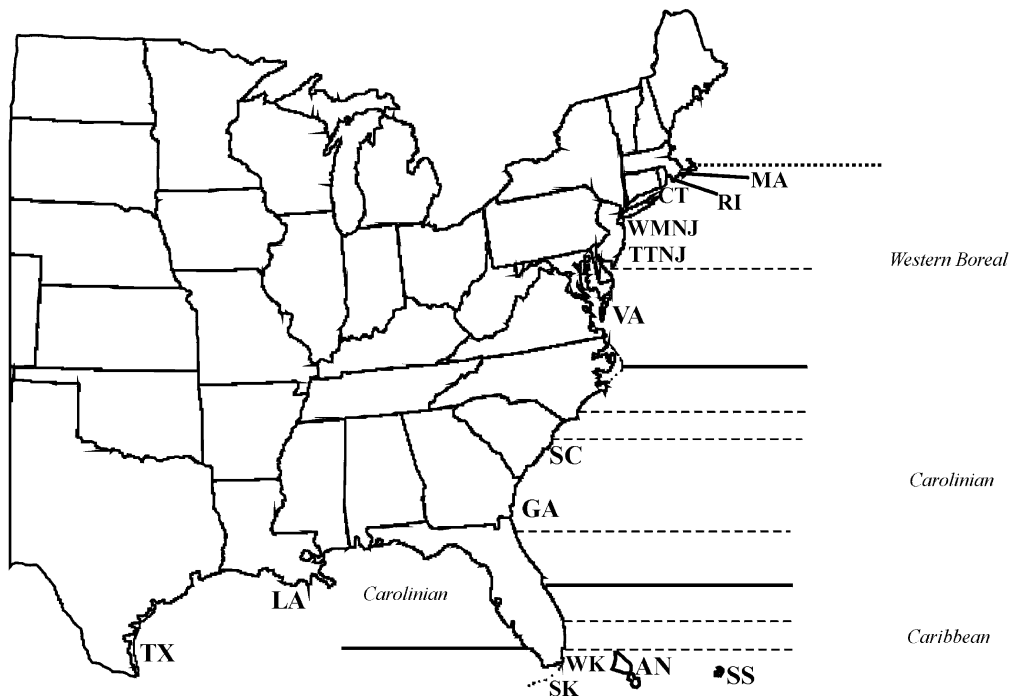 MA
CT
RI
WMNJ
TTNJ
Western Boreal
VA
SC
Carolinian
GA
Carolinian
LA
Caribbean
TX
WK
AN
SS
SK